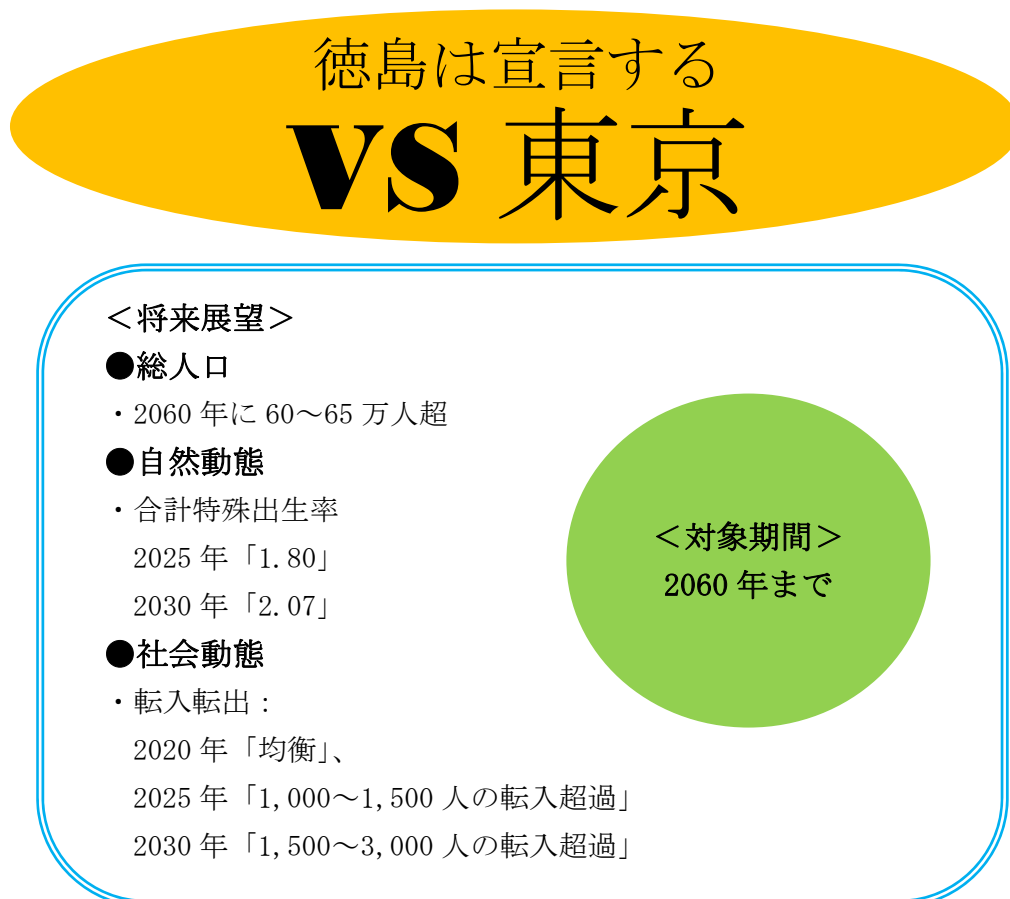 徳島は宣言する
VS 東京
＜将来展望＞
●総人口
・2060 年に 60～65 万人超
●自然動態
・合計特殊出生率
2025 年「1.80」
2030 年「2.07」
＜対象期間＞
2060 年まで
●社会動態
・転入転出：
2020 年「均衡」、
2025 年「1,000～1,500 人の転入超過」
2030 年「1,500～3,000 人の転入超過」